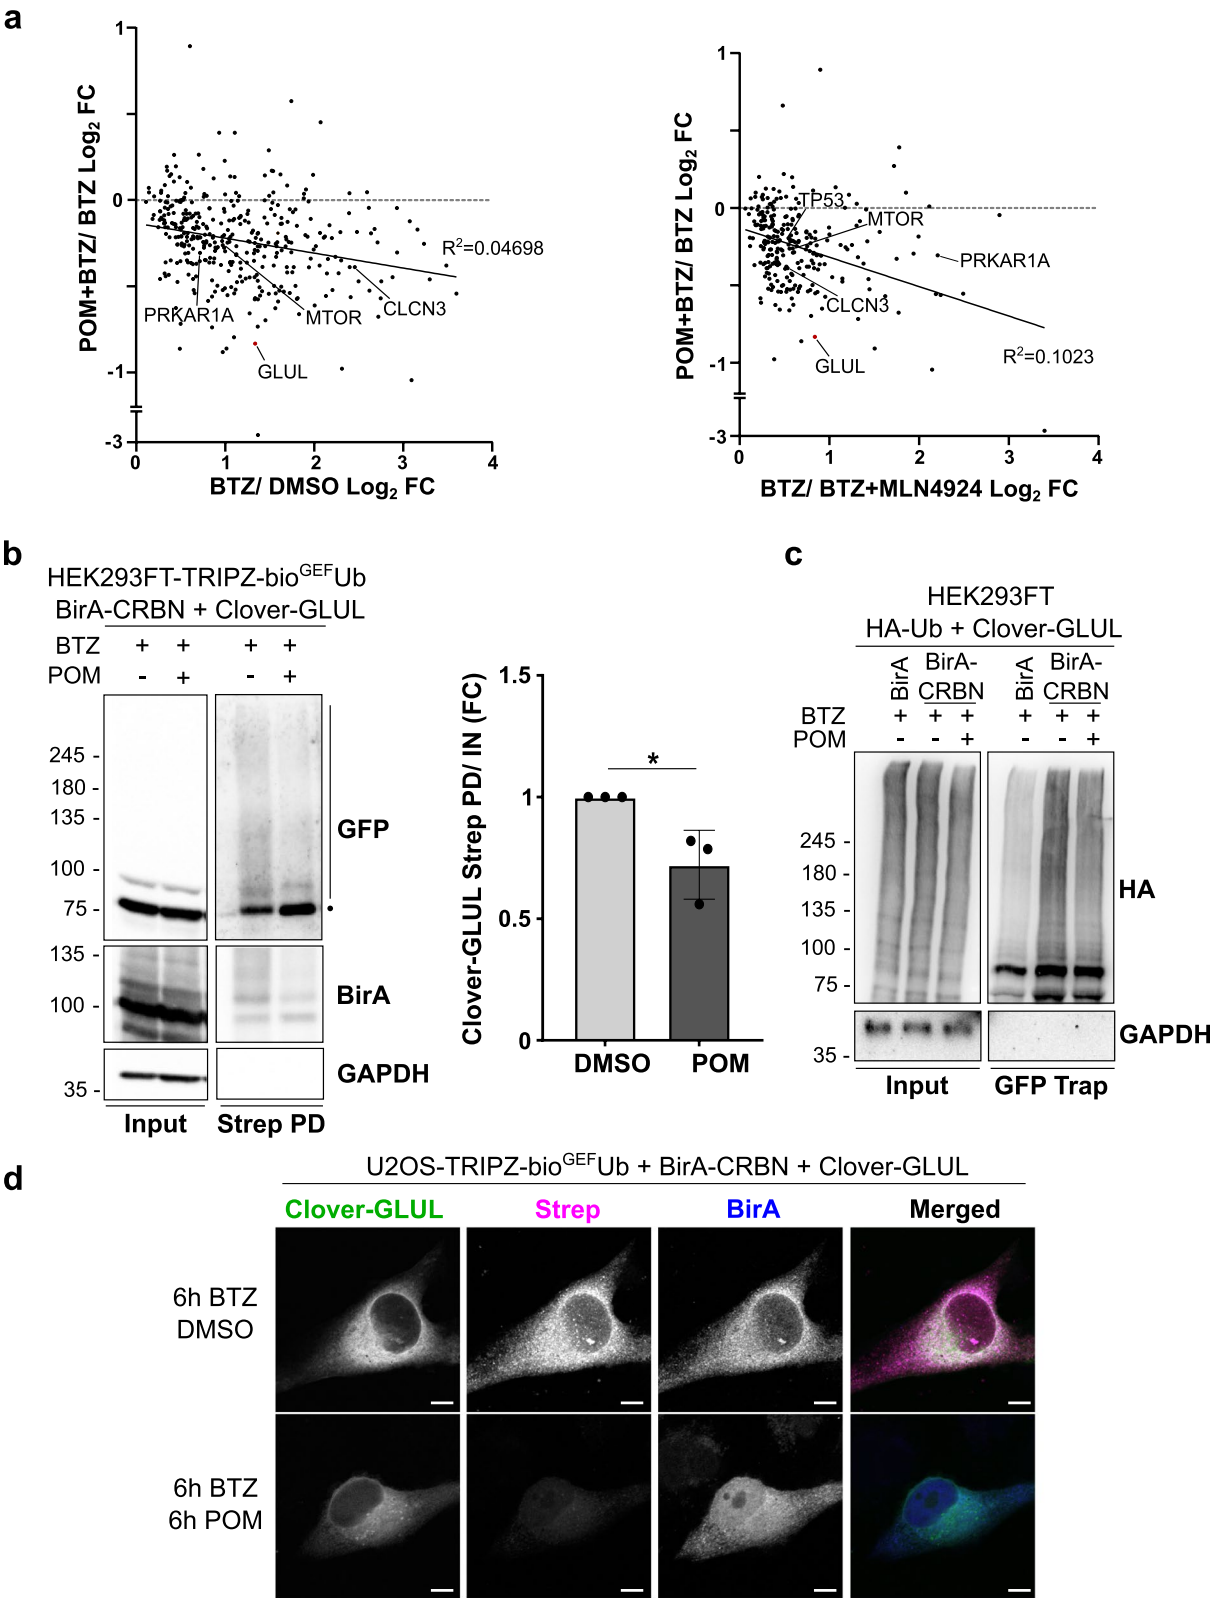 a
POM+BTZ/ BTZ Log2 FC
1
0
-1
-3
0 1 2 3 4
BTZ/ DMSO Log2 FC
R2=0.04698
PRKAR1A
MTOR
CLCN3
GLUL
POM+BTZ/ BTZ Log2 FC
1
0
-1
-3
0 1 2 3 4
BTZ/ BTZ+MLN4924 Log2 FC
TP53
MTOR
PRKAR1A
CLCN3
GLUL
R2=0.1023
b
HEK293FT-TRIPZ-bioGEFUb
BirA-CRBN + Clover-GLUL
BTZ + + + +
POM - + - +
245 -
180 -
135 -
100 -
75 -
GFP
135 -
100 -
BirA
35 -
GAPDH
Input Strep PD
Clover-GLUL Strep PD/ IN (FC)
1.5
1
0.5
0
*
DMSO POM
c
HEK293FT
HA-Ub + Clover-GLUL
BirA BirA-CRBN BirA BirA-CRBN
BTZ + + + + + +
POM - - + - - +
245 -
180 -
135 -
100 -
75 -
HA
35 -
GAPDH
Input GFP Trap
d
U2OS-TRIPZ-bioGEFUb + BirA-CRBN + Clover-GLUL
Clover-GLUL Strep BirA Merged
6h BTZ
DMSO
6h BTZ
6h POM